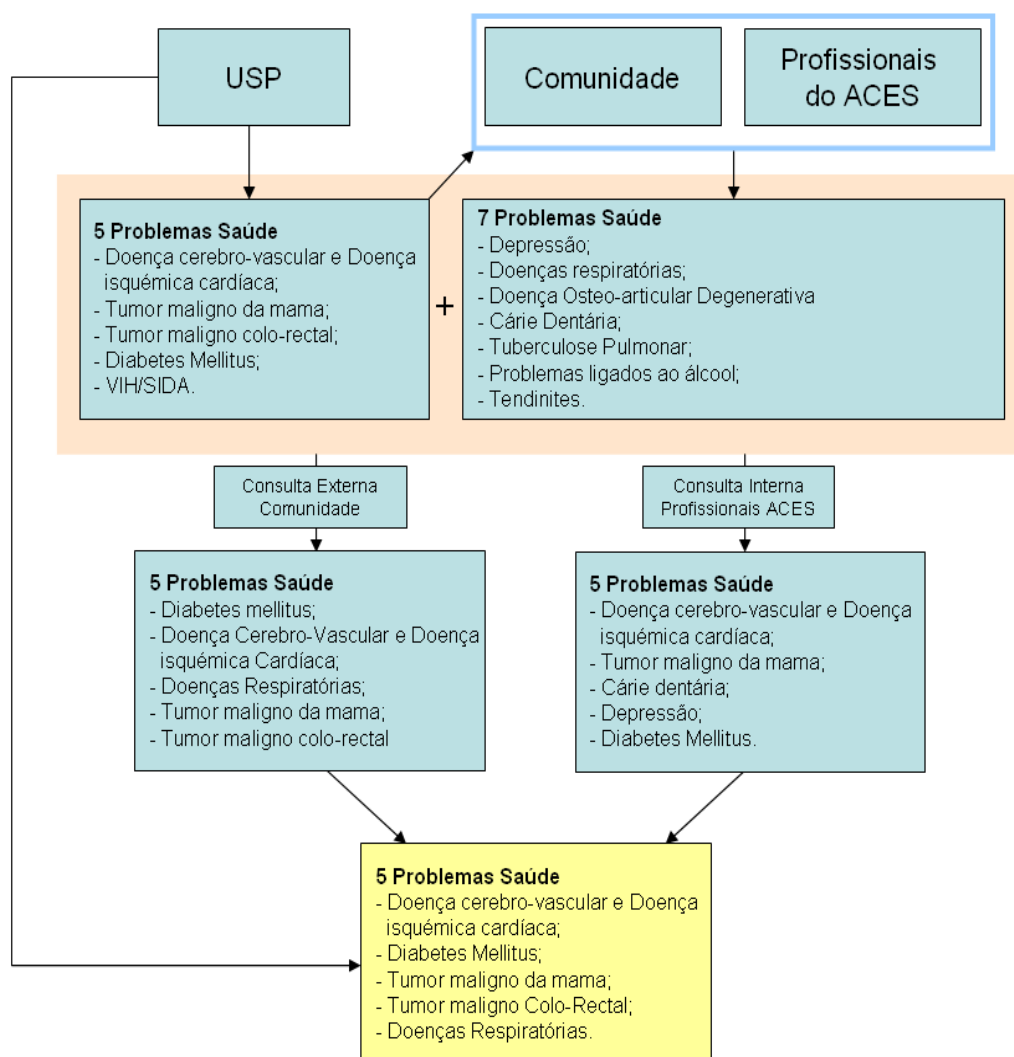 USP
Comunidade
Profissionais
do ACES
5 Problemas Saúde
- Doença cerebro-vascular e Doença
isquémica cardíaca;
- Tumor maligno da mama;
- Tumor maligno colo-rectal;
- Diabetes Mellitus;
- VIH/SIDA.
+
7 Problemas Saúde
- Depressão;
- Doenças respiratórias;
- Doença Osteo-articular Degenerativa
- Cárie Dentária;
- Tuberculose Pulmonar;
- Problemas ligados ao álcool;
- Tendinites.
Consulta Externa
Comunidade
Consulta Interna
Profissionais ACES
5 Problemas Saúde
- Diabetes mellitus;
- Doença Cerebro-Vascular e Doença
isquémica Cardíaca;
- Doenças Respiratórias;
- Tumor maligno da mama;
- Tumor maligno colo-rectal
5 Problemas Saúde
- Doença cerebro-vascular e Doença
isquémica cardíaca;
- Tumor maligno da mama;
- Cárie dentária;
- Depressão;
- Diabetes Mellitus.
5 Problemas Saúde
- Doença cerebro-vascular e Doença
isquémica cardíaca;
- Diabetes Mellitus;
- Tumor maligno da mama;
- Tumor maligno Colo-Rectal;
- Doenças Respiratórias.